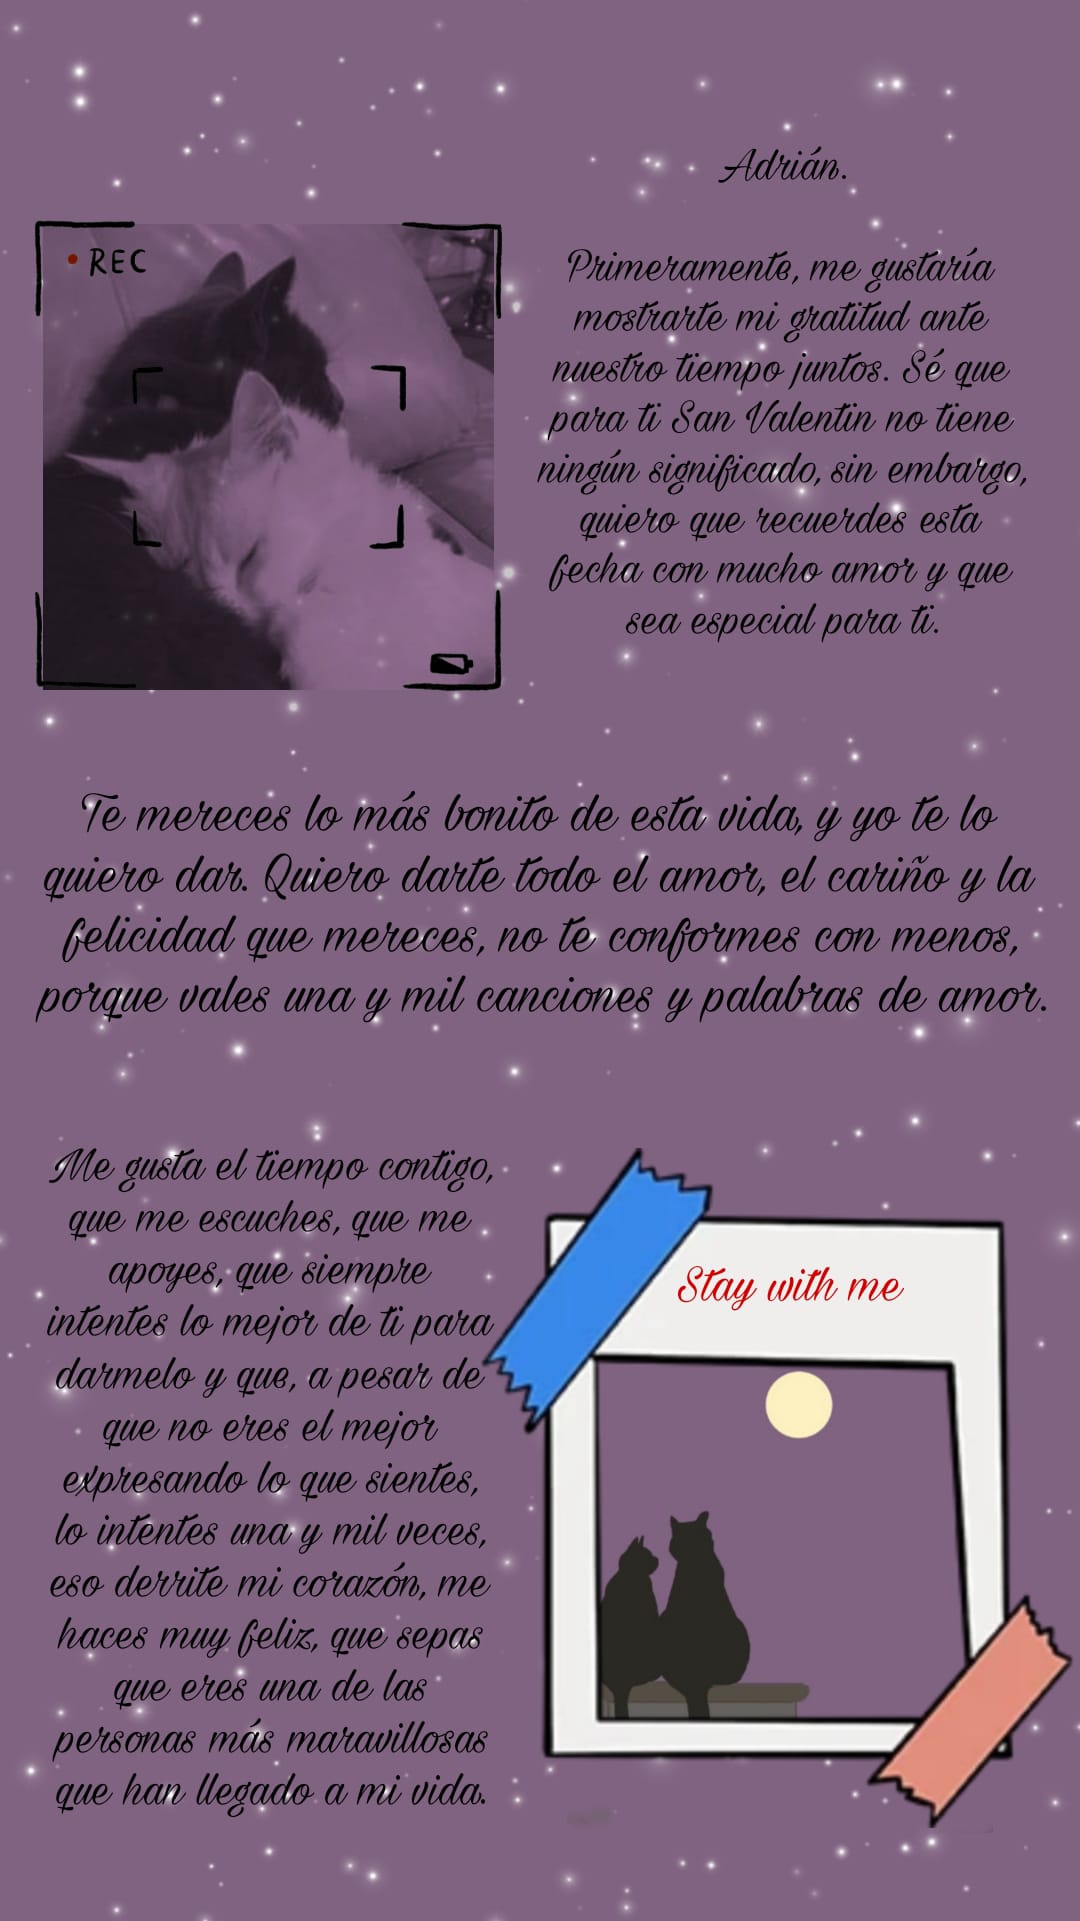 Adrián.
REC
Primeramente, me gustaría
mostrarte mi gratitud ante
nuestro tiempo juntos. Sé que
para ti San Valentin no tiene
ningún significado, sin embargo,
quiero que recuerdes esta
fecha con mucho amor y que
sea especial para ti.
Te mereces lo más bonito de esta vida, y yo te lo
quiero dar. Quiero darte todo el amor, el cariño y la
felicidad que mereces, no te conformes con menos,
porque vales una y mil canciones y palabras de amor.
Me gusta el tiempo contigo,
que me escuches, que me
apoyes, que siempre
intentes lo mejor de ti para
darmelo y que, a pesar de
que no eres el mejor
expresando lo que sientes,
lo intentes una y mil veces,
eso derrite mi corazón, me
haces muy feliz, que sepas
que eres una de las
personas más maravillosas
que han llegado a mi vida.
Stay with me